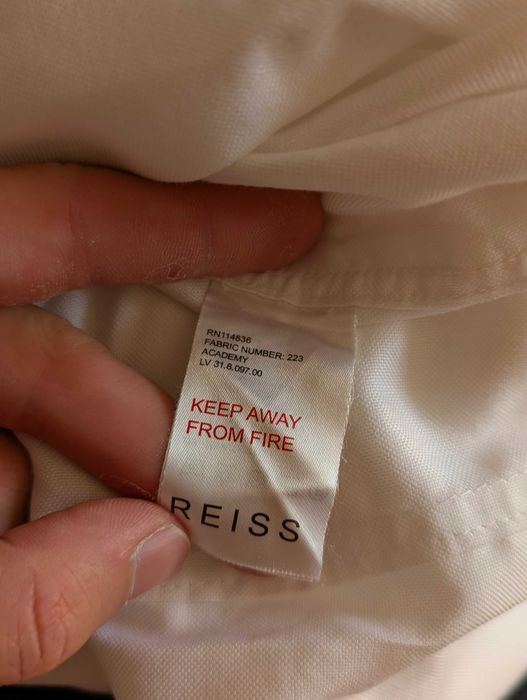 RN114836
FABRIC NUMBER: 223
ACADEMY
LV 31.8.097.00
KEEP AWAY
FROM FIRE
REISS